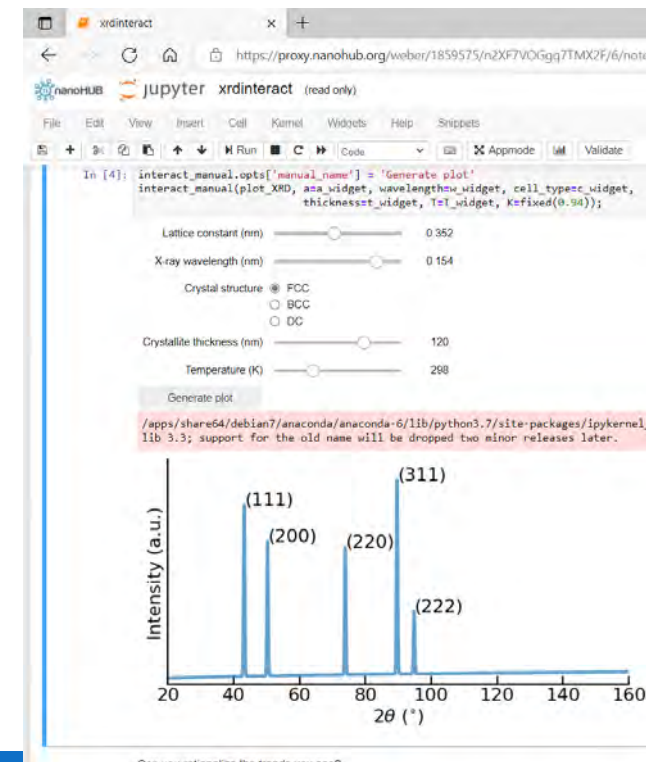 xrdinteract
https://proxy.nanohub.org/weber/1859575/n2XF7VOGgq7TMX2F/6/note
nanoHUB jupyter xrdinteract (read only)
File Edit View Insert Cell Kernel Widgets Help Snippets
Run Code Appmode Validate
In [4]: interact_manual.opts['manual_name'] = 'Generate plot'
interact_manual(plot_XRD, a=a_widget, wavelength=w_widget, cell_type=c_widget,
thickness=t_widget, T=T_widget, K=fixed(0.94));
Lattice constant (nm) 0.352
X-ray wavelength (nm) 0.154
Crystal structure FCC
BCC
DC
Crystallite thickness (nm) 120
Temperature (K) 298
Generate plot
/apps/share64/debian7/anaconda/anaconda-6/lib/python3.7/site-packages/ipykernel_
lib 3.3; support for the old name will be dropped two minor releases later.
(311)
(111)
(200)
(220)
(222)
Intensity (a.u.)
20 40 60 80 100 120 140 160
2θ (°)